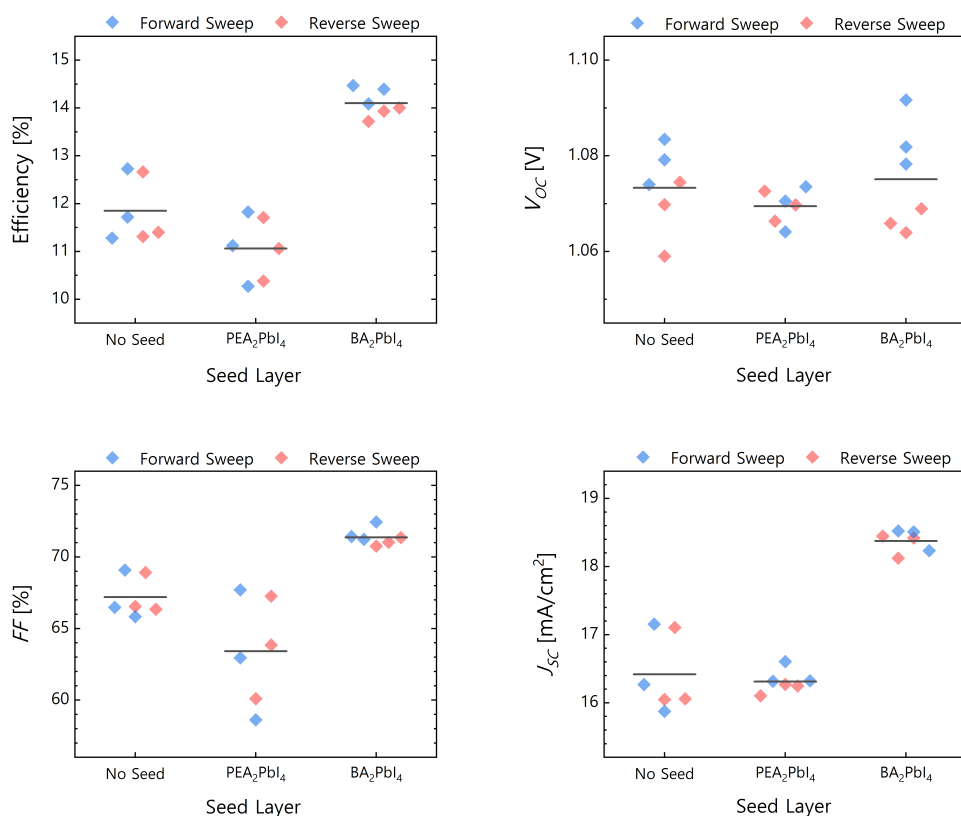 Forward Sweep Reverse Sweep
15
14
13
12
11
10
Efficiency [%]
No Seed PEA₂PbI₄ BA₂PbI₄
Seed Layer
Forward Sweep Reverse Sweep
1.10
1.08
1.06
V_OC [V]
No Seed PEA₂PbI₄ BA₂PbI₄
Seed Layer
Forward Sweep Reverse Sweep
75
70
65
60
FF [%]
No Seed PEA₂PbI₄ BA₂PbI₄
Seed Layer
Forward Sweep Reverse Sweep
19
18
17
16
J_SC [mA/cm²]
No Seed PEA₂PbI₄ BA₂PbI₄
Seed Layer